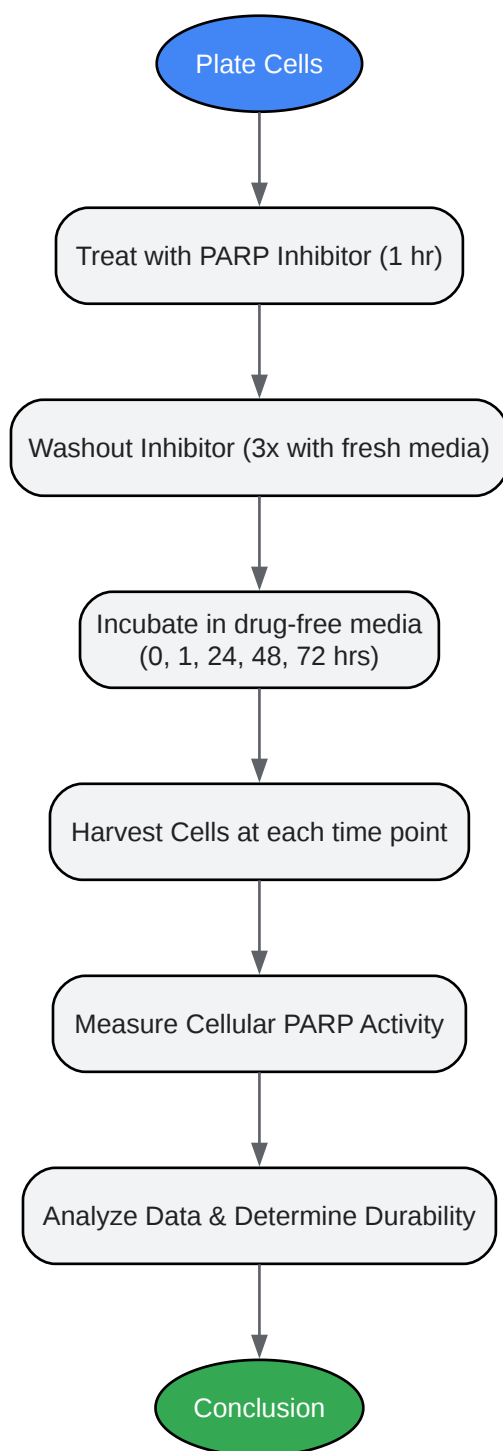 Plate Cells
Treat with PARP Inhibitor (1 hr)
Washout Inhibitor (3x with fresh media)
Incubate in drug-free media
(0, 1, 24, 48, 72 hrs)
Harvest Cells at each time point
Measure Cellular PARP Activity
Analyze Data & Determine Durability
Conclusion